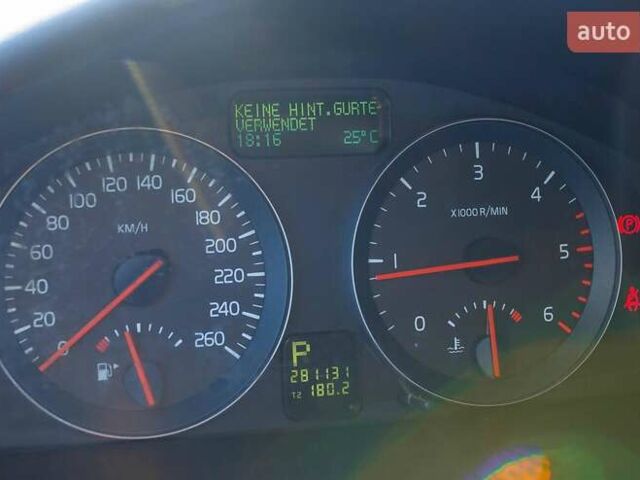 auto
KEINE HINT.GURTE
VERWENDET
18:16 25°C
0 20 40 60 80 100 120 140 160 180 200 220 240 260
KM/H
0 1 2 3 4 5 6
X1000 R/MIN
P
281131
T2 180.2